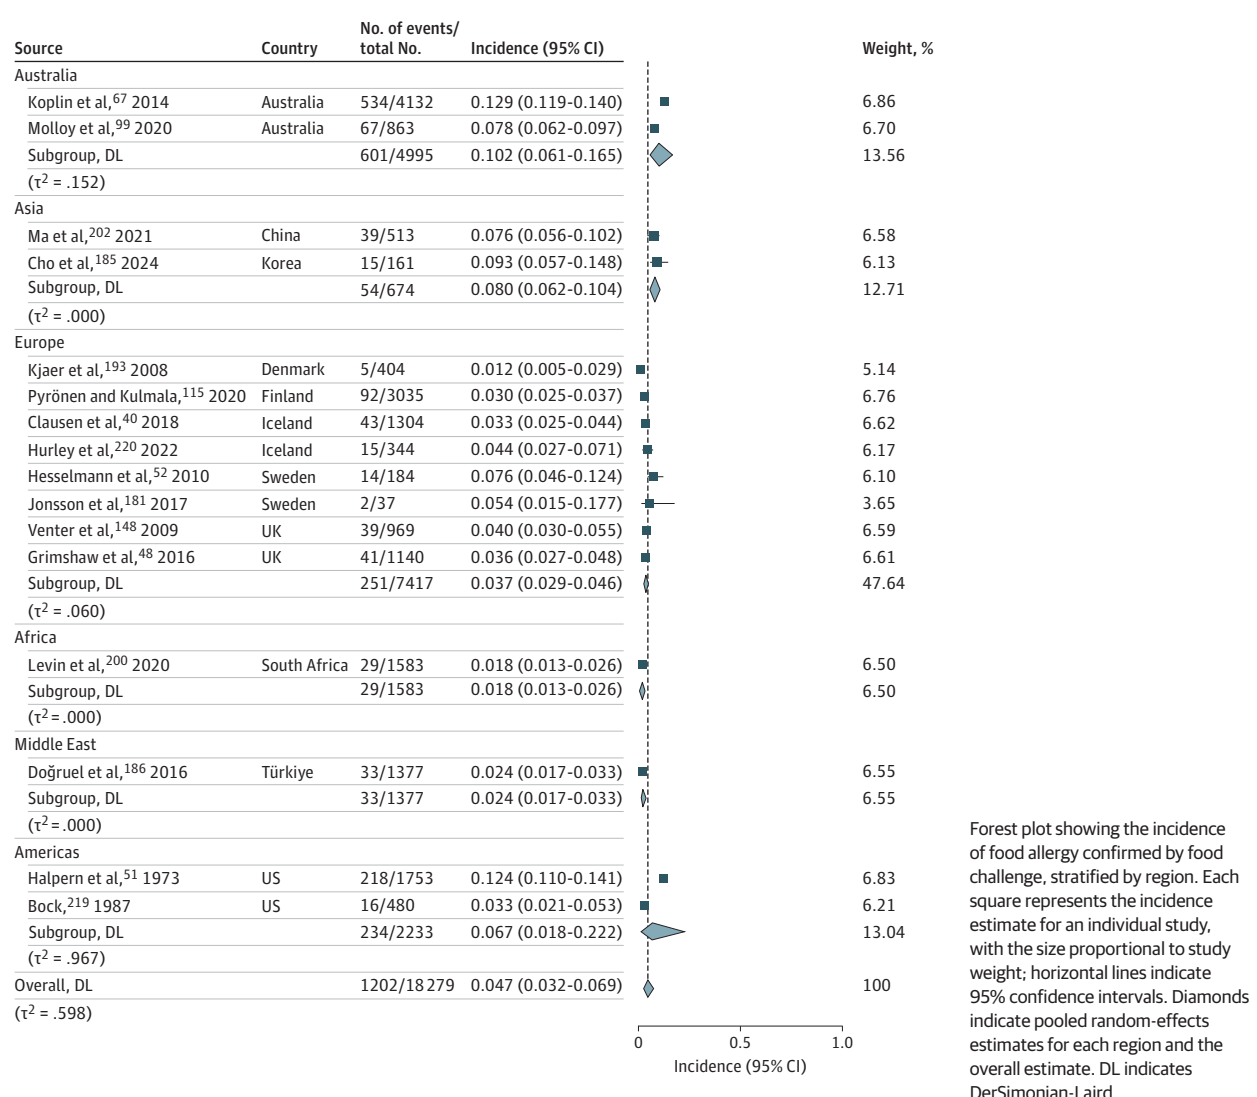 No. of events/
Source Country total No. Incidence (95% CI) Weight, %
Australia
Koplin et al,67 2014 Australia 534/4132 0.129 (0.119-0.140) 6.86
Molloy et al,99 2020 Australia 67/863 0.078 (0.062-0.097) 6.70
Subgroup, DL 601/4995 0.102 (0.061-0.165) 13.56
(τ2 = .152)
Asia
Ma et al,202 2021 China 39/513 0.076 (0.056-0.102) 6.58
Cho et al,185 2024 Korea 15/161 0.093 (0.057-0.148) 6.13
Subgroup, DL 54/674 0.080 (0.062-0.104) 12.71
(τ2 = .000)
Europe
Kjaer et al,193 2008 Denmark 5/404 0.012 (0.005-0.029) 5.14
Pyrönen and Kulmala,115 2020 Finland 92/3035 0.030 (0.025-0.037) 6.76
Clausen et al,40 2018 Iceland 43/1304 0.033 (0.025-0.044) 6.62
Hurley et al,220 2022 Iceland 15/344 0.044 (0.027-0.071) 6.17
Hesselmann et al,52 2010 Sweden 14/184 0.076 (0.046-0.124) 6.10
Jonsson et al,181 2017 Sweden 2/37 0.054 (0.015-0.177) 3.65
Venter et al,148 2009 UK 39/969 0.040 (0.030-0.055) 6.59
Grimshaw et al,48 2016 UK 41/1140 0.036 (0.027-0.048) 6.61
Subgroup, DL 251/7417 0.037 (0.029-0.046) 47.64
(τ2 = .060)
Africa
Levin et al,200 2020 South Africa 29/1583 0.018 (0.013-0.026) 6.50
Subgroup, DL 29/1583 0.018 (0.013-0.026) 6.50
(τ2 = .000)
Middle East
Doğruel et al,186 2016 Türkiye 33/1377 0.024 (0.017-0.033) 6.55
Subgroup, DL 33/1377 0.024 (0.017-0.033) 6.55
(τ2 = .000)
Americas
Halpern et al,51 1973 US 218/1753 0.124 (0.110-0.141) 6.83
Bock,219 1987 US 16/480 0.033 (0.021-0.053) 6.21
Subgroup, DL 234/2233 0.067 (0.018-0.222) 13.04
(τ2 = .967)
Overall, DL 1202/18279 0.047 (0.032-0.069) 100
(τ2 = .598)
0 0.5 1.0
Incidence (95% CI)
Forest plot showing the incidence
of food allergy confirmed by food
challenge, stratified by region. Each
square represents the incidence
estimate for an individual study,
with the size proportional to study
weight; horizontal lines indicate
95% confidence intervals. Diamonds
indicate pooled random-effects
estimates for each region and the
overall estimate. DL indicates
DerSimonian-Laird